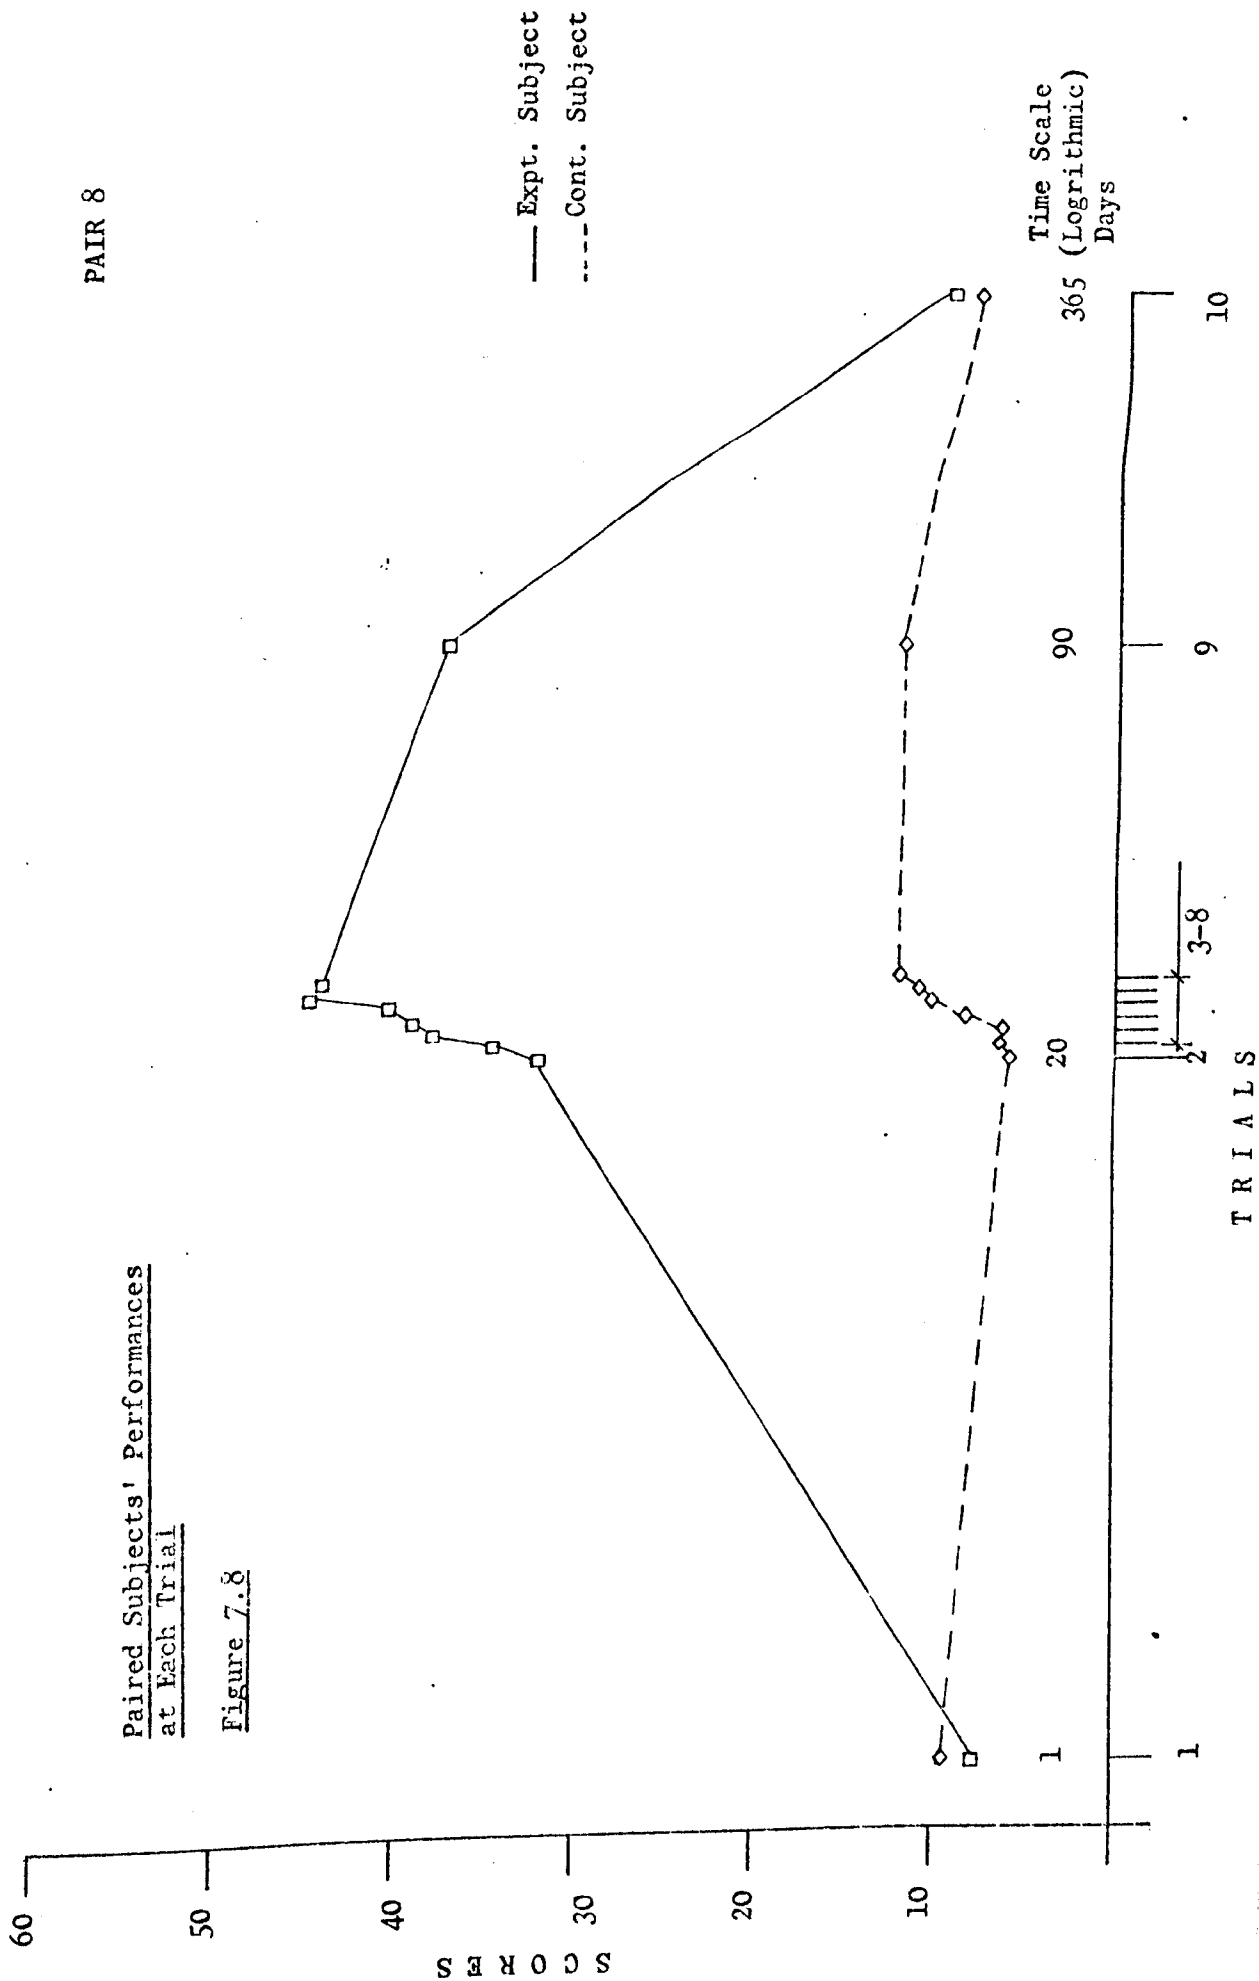 PAIR 8
Paired Subjects' Performances
at Each Trial
Figure 7.8
Expt. Subject
Cont. Subject
60
50
40
30
20
10
SCORES
Time Scale
(Logrithmic)
Days
1
20
90
365
1
2
3-8
9
10
TRIALS